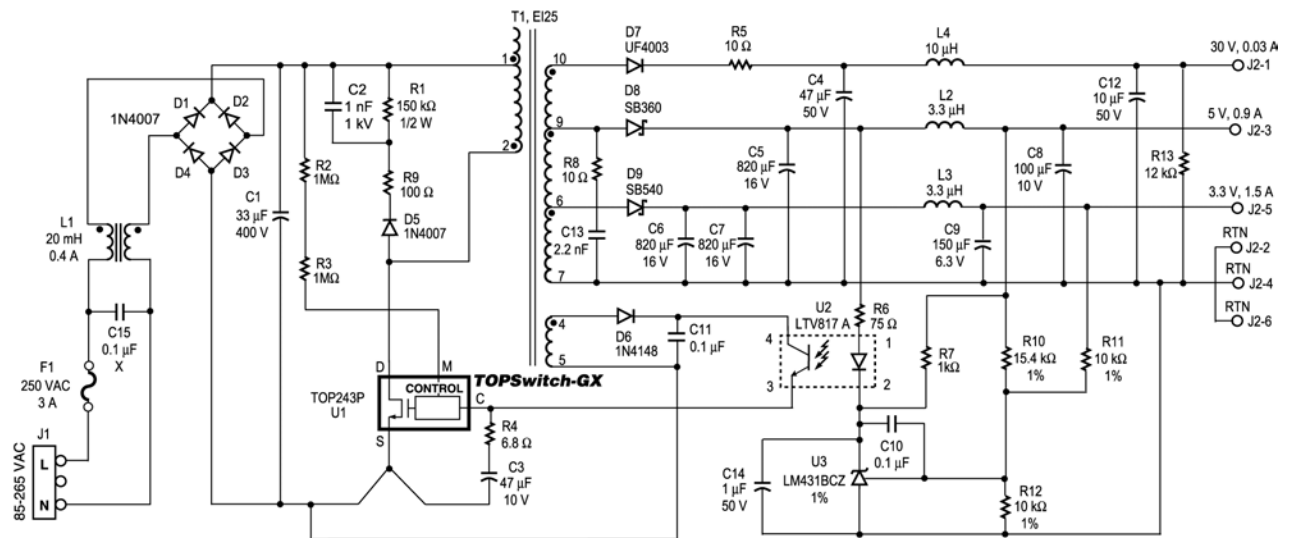 T1, EI25
D7
UF4003
R5
10 Ω
L4
10 µH
30 V, 0.03 A
J2-1
1
10
C2
1 nF
1 kV
R1
150 kΩ
1/2 W
D8
SB360
C4
47 µF
50 V
C12
10 µF
50 V
D1
D2
1N4007
D4
D3
L2
3.3 µH
5 V, 0.9 A
J2-3
9
2
R2
1MΩ
R9
100 Ω
R8
10 Ω
C5
820 µF
16 V
C8
100 µF
10 V
R13
12 kΩ
D9
SB540
L3
3.3 µH
3.3 V, 1.5 A
J2-5
6
C1
33 µF
400 V
D5
1N4007
L1
20 mH
0.4 A
C13
2.2 nF
C6
820 µF
16 V
C7
820 µF
16 V
C9
150 µF
6.3 V
RTN
J2-2
R3
1MΩ
7
RTN
J2-4
U2
LTV817 A
R6
75 Ω
RTN
J2-6
4
D6
1N4148
C11
0.1 µF
4
1
C15
0.1 µF
X
R7
1kΩ
R10
15.4 kΩ
1%
R11
10 kΩ
1%
5
F1
250 VAC
3 A
D
M
CONTROL
TOPSwitch-GX
3
2
TOP243P
U1
C
S
R4
6.8 Ω
J1
L
N
85-265 VAC
C3
47 µF
10 V
C10
0.1 µF
C14
1 µF
50 V
U3
LM431BCZ
1%
R12
10 kΩ
1%